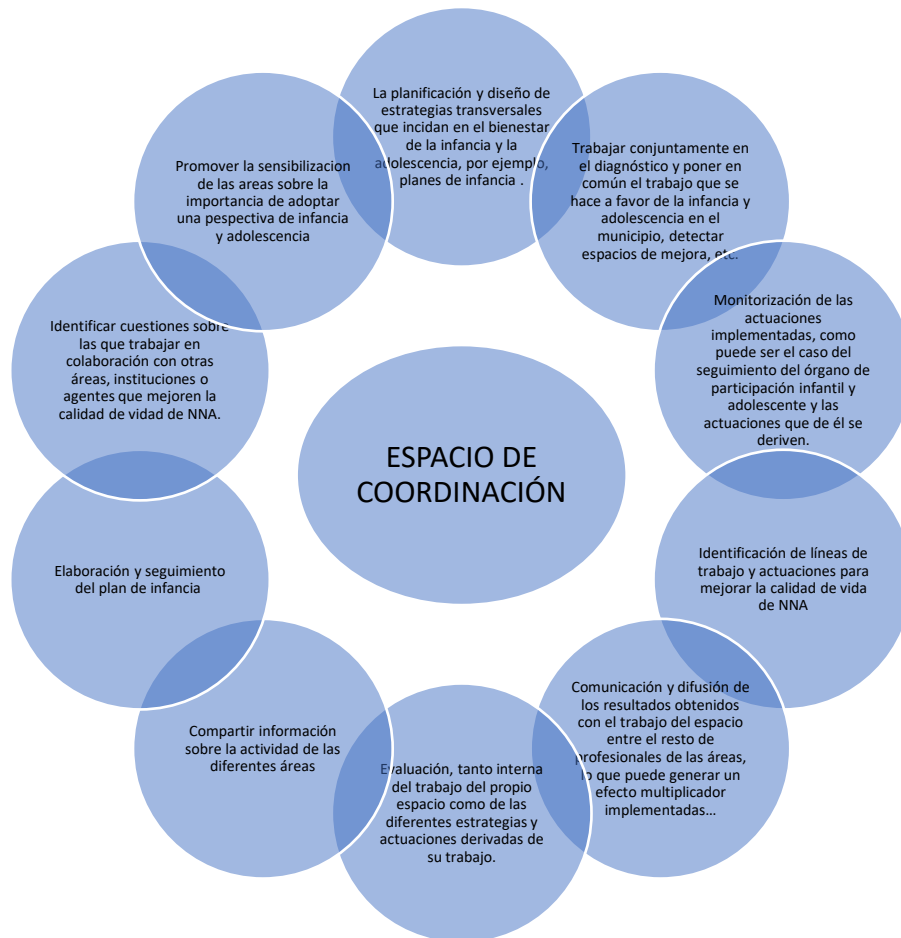 La planificación y diseño de
estrategias transversales
que incidan en el bienestar
de la infancia y la
adolescencia, por ejemplo,
planes de infancia .
Trabajar conjuntamente en
el diagnóstico y poner en
común el trabajo que se
hace a favor de la infancia y
adolescencia en el
municipio, detectar
espacios de mejora, etc.
Monitorización de las
actuaciones
implementadas, como
puede ser el caso del
seguimiento del órgano de
participación infantil y
adolescente y las
actuaciones que de él se
deriven.
Identificación de líneas de
trabajo y actuaciones para
mejorar la calidad de vida
de NNA
Comunicación y difusión de
los resultados obtenidos
con el trabajo del espacio
entre el resto de
profesionales de las áreas,
lo que puede generar un
efecto multiplicador
implementadas…
Evaluación, tanto interna
del trabajo del propio
espacio como de las
diferentes estrategias y
actuaciones derivadas de
su trabajo.
Compartir información
sobre la actividad de las
diferentes áreas
Elaboración y seguimiento
del plan de infancia
Identificar cuestiones sobre
las que trabajar en
colaboración con otras
áreas, instituciones o
agentes que mejoren la
calidad de vidad de NNA.
Promover la sensibilizacion
de las areas sobre la
importancia de adoptar
una pespectiva de infancia
y adolescencia
ESPACIO DE
COORDINACIÓN